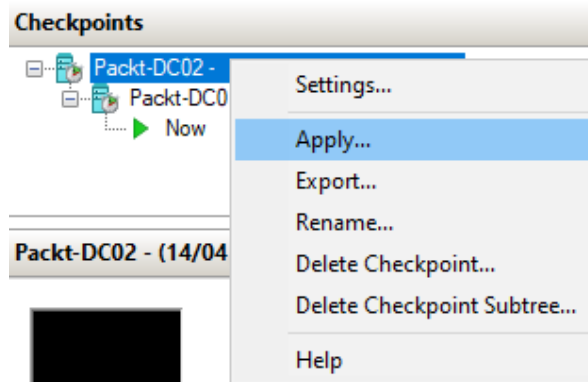 Checkpoints
Packt-DC02 -
Packt-DC0
Now
Settings...
Apply...
Export...
Rename...
Delete Checkpoint...
Delete Checkpoint Subtree...
Help
Packt-DC02 - (14/04